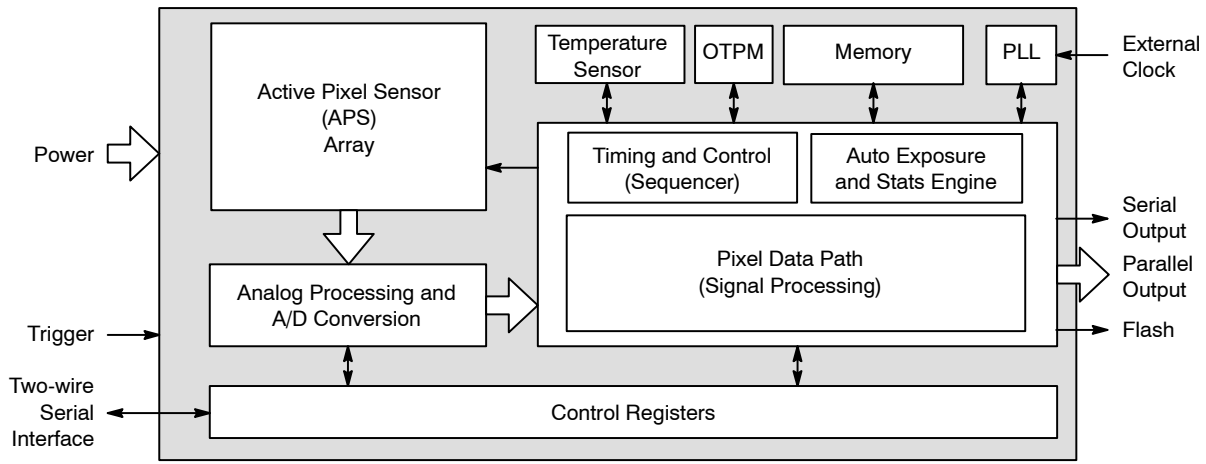 Active Pixel Sensor
(APS)
Array
Temperature
Sensor
OTPM
Memory
PLL
External
Clock
Power
Timing and Control
(Sequencer)
Auto Exposure
and Stats Engine
Serial
Output
Pixel Data Path
(Signal Processing)
Parallel
Output
Analog Processing and
A/D Conversion
Trigger
Flash
Two-wire
Serial
Interface
Control Registers